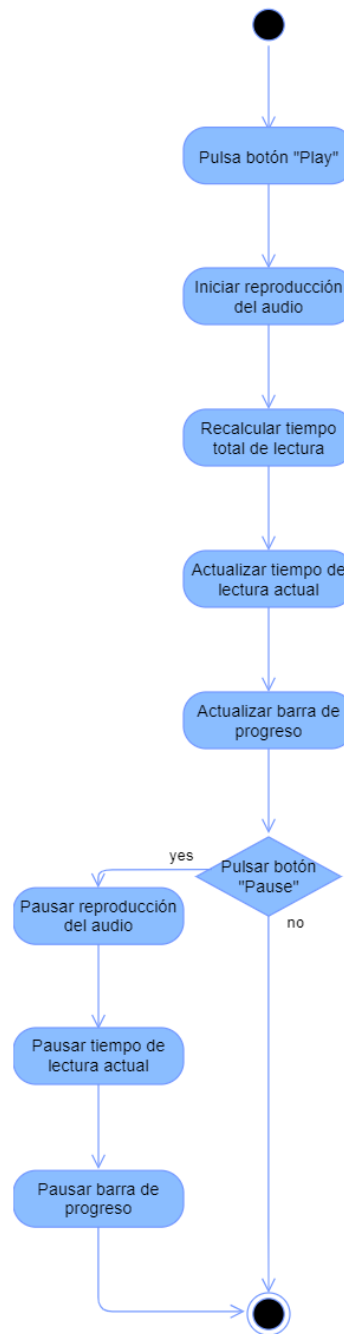 Pulsa botón "Play"
Iniciar reproducción
del audio
Recalcular tiempo
total de lectura
Actualizar tiempo de
lectura actual
Actualizar barra de
progreso
Pulsar botón
"Pause"
yes
no
Pausar reproducción
del audio
Pausar tiempo de
lectura actual
Pausar barra de
progreso